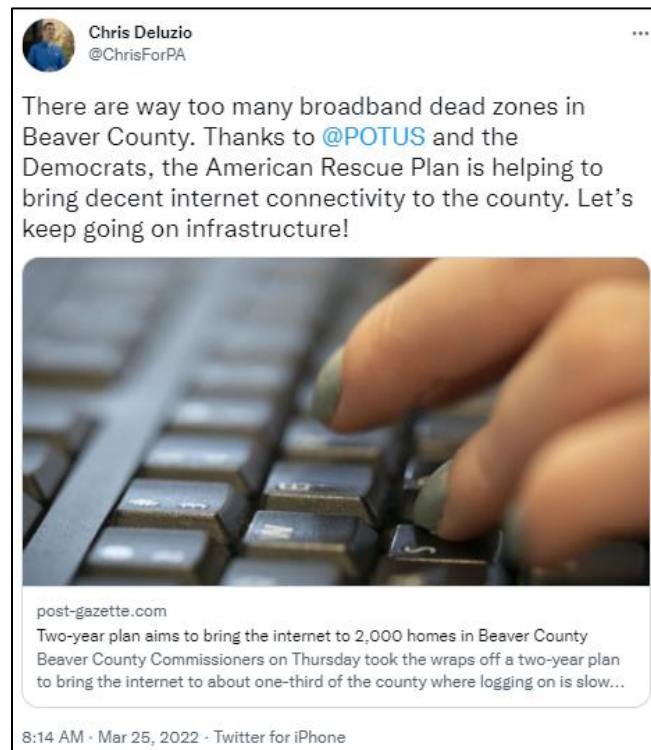 Chris Deluzio
@ChrisForPA
There are way too many broadband dead zones in
Beaver County. Thanks to @POTUS and the
Democrats, the American Rescue Plan is helping to
bring decent internet connectivity to the county. Let’s
keep going on infrastructure!
post-gazette.com
Two-year plan aims to bring the internet to 2,000 homes in Beaver County
Beaver County Commissioners on Thursday took the wraps off a two-year plan
to bring the internet to about one-third of the county where logging on is slow...
8:14 AM · Mar 25, 2022 · Twitter for iPhone